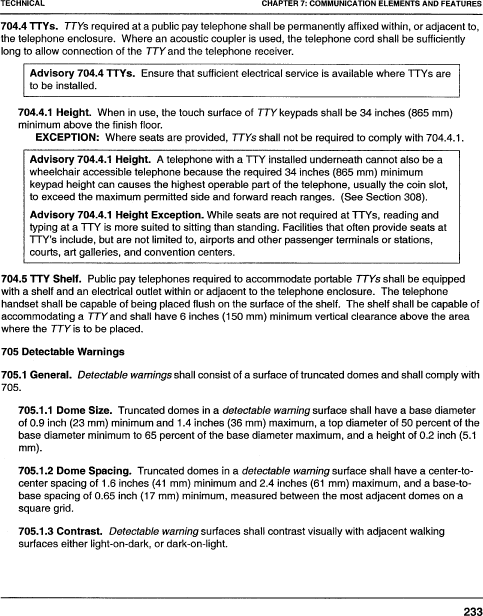 TECHNICAL CHAPTER 7: COMMUNICATION ELEMENTS AND FEATURES
704.4 TTYs. TTYs required at a public pay telephone shall be permanently affixed within, or adjacent to,
the telephone enclosure. Where an acoustic coupler is used, the telephone cord shall be sufficiently
long to allow connection of the TTY and the telephone receiver.
Advisory 704.4 TTYs. Ensure that sufficient electrical service is available where TTYs are
to be installed.
704.4.1 Height. When in use, the touch surface of TTY keypads shall be 34 inches (865 mm)
minimum above the finish floor.
EXCEPTION: Where seats are provided, TTYs shall not be required to comply with 704.4.1.
Advisory 704.4.1 Height. A telephone with a TTY installed underneath cannot also be a
wheelchair accessible telephone because the required 34 inches (865 mm) minimum
keypad height can causes the highest operable part of the telephone, usually the coin slot,
to exceed the maximum permitted side and forward reach ranges. (See Section 308).
Advisory 704.4.1 Height Exception. While seats are not required at TTYs, reading and
typing at a TTY is more suited to sitting than standing. Facilities that often provide seats at
TTY's include, but are not limited to, airports and other passenger terminals or stations,
courts, art galleries, and convention centers.
704.5 TTY Shelf. Public pay telephones required to accommodate portable TTYs shall be equipped
with a shelf and an electrical outlet within or adjacent to the telephone enclosure. The telephone
handset shall be capable of being placed flush on the surface of the shelf. The shelf shall be capable of
accommodating a TTY and shall have 6 inches (150 mm) minimum vertical clearance above the area
where the TTY is to be placed.
705 Detectable Warnings
705.1 General. Detectable warnings shall consist of a surface of truncated domes and shall comply with
705.
705.1.1 Dome Size. Truncated domes in a detectable warning surface shall have a base diameter
of 0.9 inch (23 mm) minimum and 1.4 inches (36 mm) maximum, a top diameter of 50 percent of the
base diameter minimum to 65 percent of the base diameter maximum, and a height of 0.2 inch (5.1
mm).
705.1.2 Dome Spacing. Truncated domes in a detectable warning surface shall have a center-to-
center spacing of 1.6 inches (41 mm) minimum and 2.4 inches (61 mm) maximum, and a base-to-
base spacing of 0.65 inch (17 mm) minimum, measured between the most adjacent domes on a
square grid.
705.1.3 Contrast. Detectable warning surfaces shall contrast visually with adjacent walking
surfaces either light-on-dark, or dark-on-light.
233